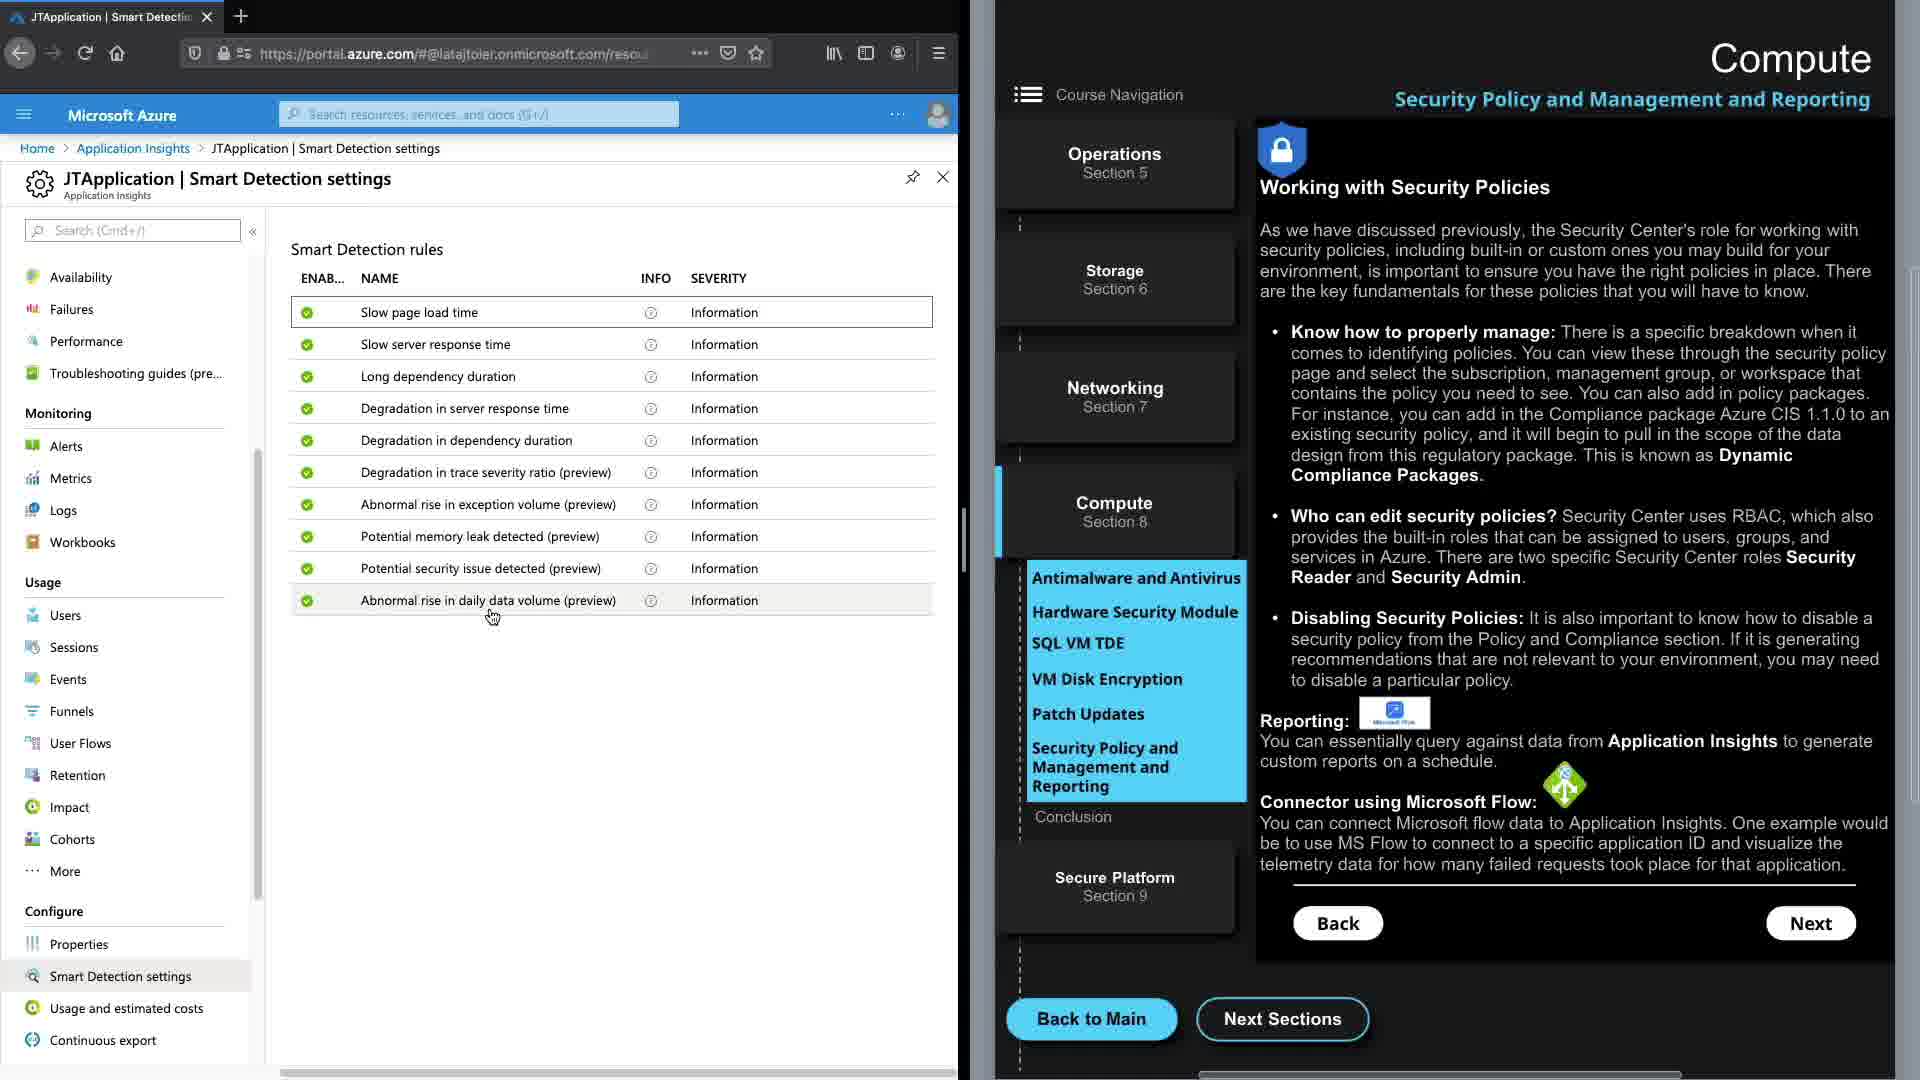 JTApplication | Smart Detectio
https://portal.azure.com/#@latajtoier.onmicrosoft.com/resou
Microsoft Azure
Search resources, services, and docs (G+/)
Home > Application Insights > JTApplication | Smart Detection settings
JTApplication | Smart Detection settings
Application Insights
Search (Cmd+/)
Availability
Failures
Performance
Troubleshooting guides (pre...
Monitoring
Alerts
Metrics
Logs
Workbooks
Usage
Users
Sessions
Events
Funnels
User Flows
Retention
Impact
Cohorts
More
Configure
Properties
Smart Detection settings
Usage and estimated costs
Continuous export
Smart Detection rules
ENAB... NAME INFO SEVERITY
Slow page load time Information
Slow server response time Information
Long dependency duration Information
Degradation in server response time Information
Degradation in dependency duration Information
Degradation in trace severity ratio (preview) Information
Abnormal rise in exception volume (preview) Information
Potential memory leak detected (preview) Information
Potential security issue detected (preview) Information
Abnormal rise in daily data volume (preview) Information
Compute
Security Policy and Management and Reporting
Course Navigation
Operations
Section 5
Storage
Section 6
Networking
Section 7
Compute
Section 8
Antimalware and Antivirus
Hardware Security Module
SQL VM TDE
VM Disk Encryption
Patch Updates
Security Policy and
Management and
Reporting
Conclusion
Secure Platform
Section 9
Back to Main
Next Sections
Working with Security Policies
As we have discussed previously, the Security Center's role for working with
security policies, including built-in or custom ones you may build for your
environment, is important to ensure you have the right policies in place. There
are the key fundamentals for these policies that you will have to know.
• Know how to properly manage: There is a specific breakdown when it
comes to identifying policies. You can view these through the security policy
page and select the subscription, management group, or workspace that
contains the policy you need to see. You can also add in policy packages.
For instance, you can add in the Compliance package Azure CIS 1.1.0 to an
existing security policy, and it will begin to pull in the scope of the data
design from this regulatory package. This is known as Dynamic
Compliance Packages.
• Who can edit security policies? Security Center uses RBAC, which also
provides the built-in roles that can be assigned to users. groups, and
services in Azure. There are two specific Security Center roles Security
Reader and Security Admin.
• Disabling Security Policies: It is also important to know how to disable a
security policy from the Policy and Compliance section. If it is generating
recommendations that are not relevant to your environment, you may need
to disable a particular policy.
Reporting:
Microsoft Flow
You can essentially query against data from Application Insights to generate
custom reports on a schedule.
Connector using Microsoft Flow:
You can connect Microsoft flow data to Application Insights. One example would
be to use MS Flow to connect to a specific application ID and visualize the
telemetry data for how many failed requests took place for that application.
Back
Next